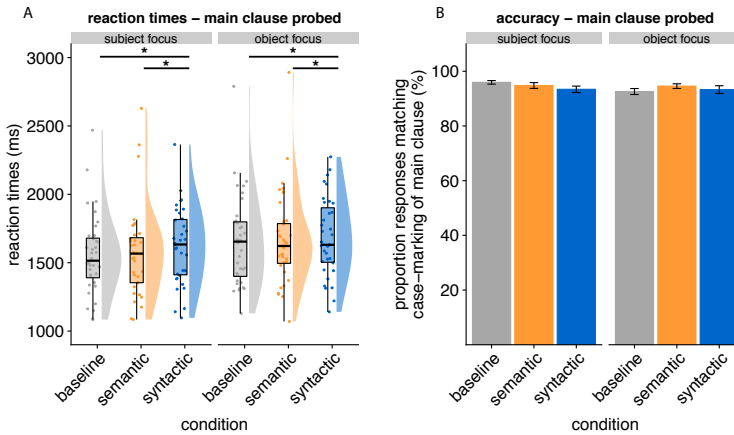 A
reaction times – main clause probed
subject focus
object focus
*
*
*
*
3000
2500
2000
1500
1000
reaction times (ms)
baseline
semantic
syntactic
baseline
semantic
syntactic
condition
B
accuracy – main clause probed
subject focus
object focus
100
80
60
40
20
proportion responses matching
case–marking of main clause (%)
baseline
semantic
syntactic
baseline
semantic
syntactic
condition